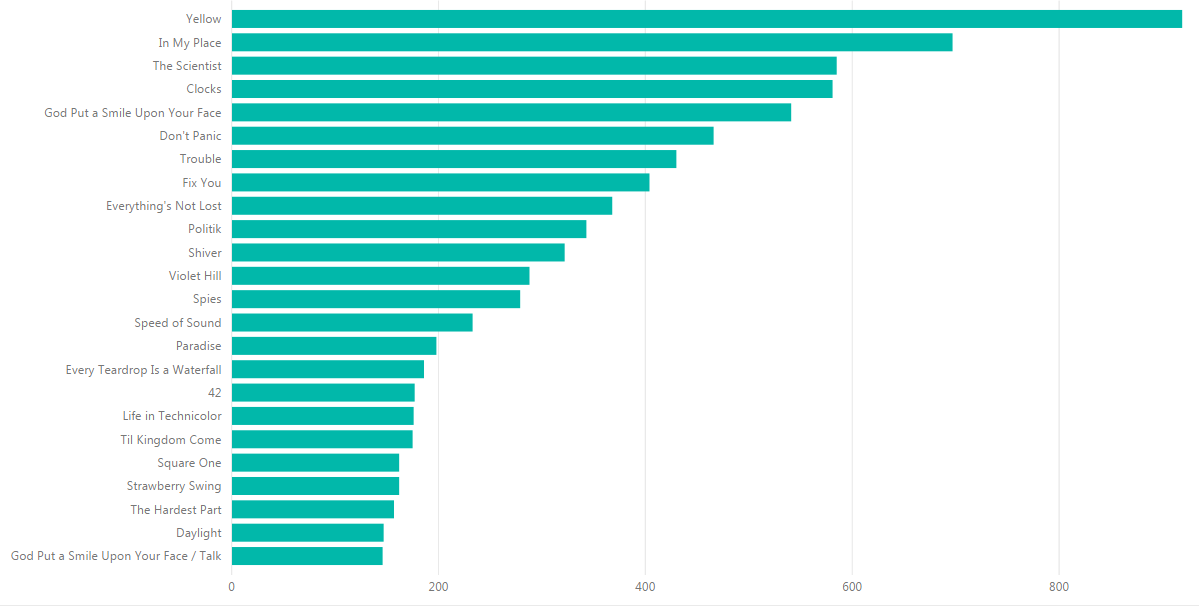 Yellow
In My Place
The Scientist
Clocks
God Put a Smile Upon Your Face
Don't Panic
Trouble
Fix You
Everything's Not Lost
Politik
Shiver
Violet Hill
Spies
Speed of Sound
Paradise
Every Teardrop Is a Waterfall
42
Life in Technicolor
Til Kingdom Come
Square One
Strawberry Swing
The Hardest Part
Daylight
God Put a Smile Upon Your Face / Talk
0 200 400 600 800